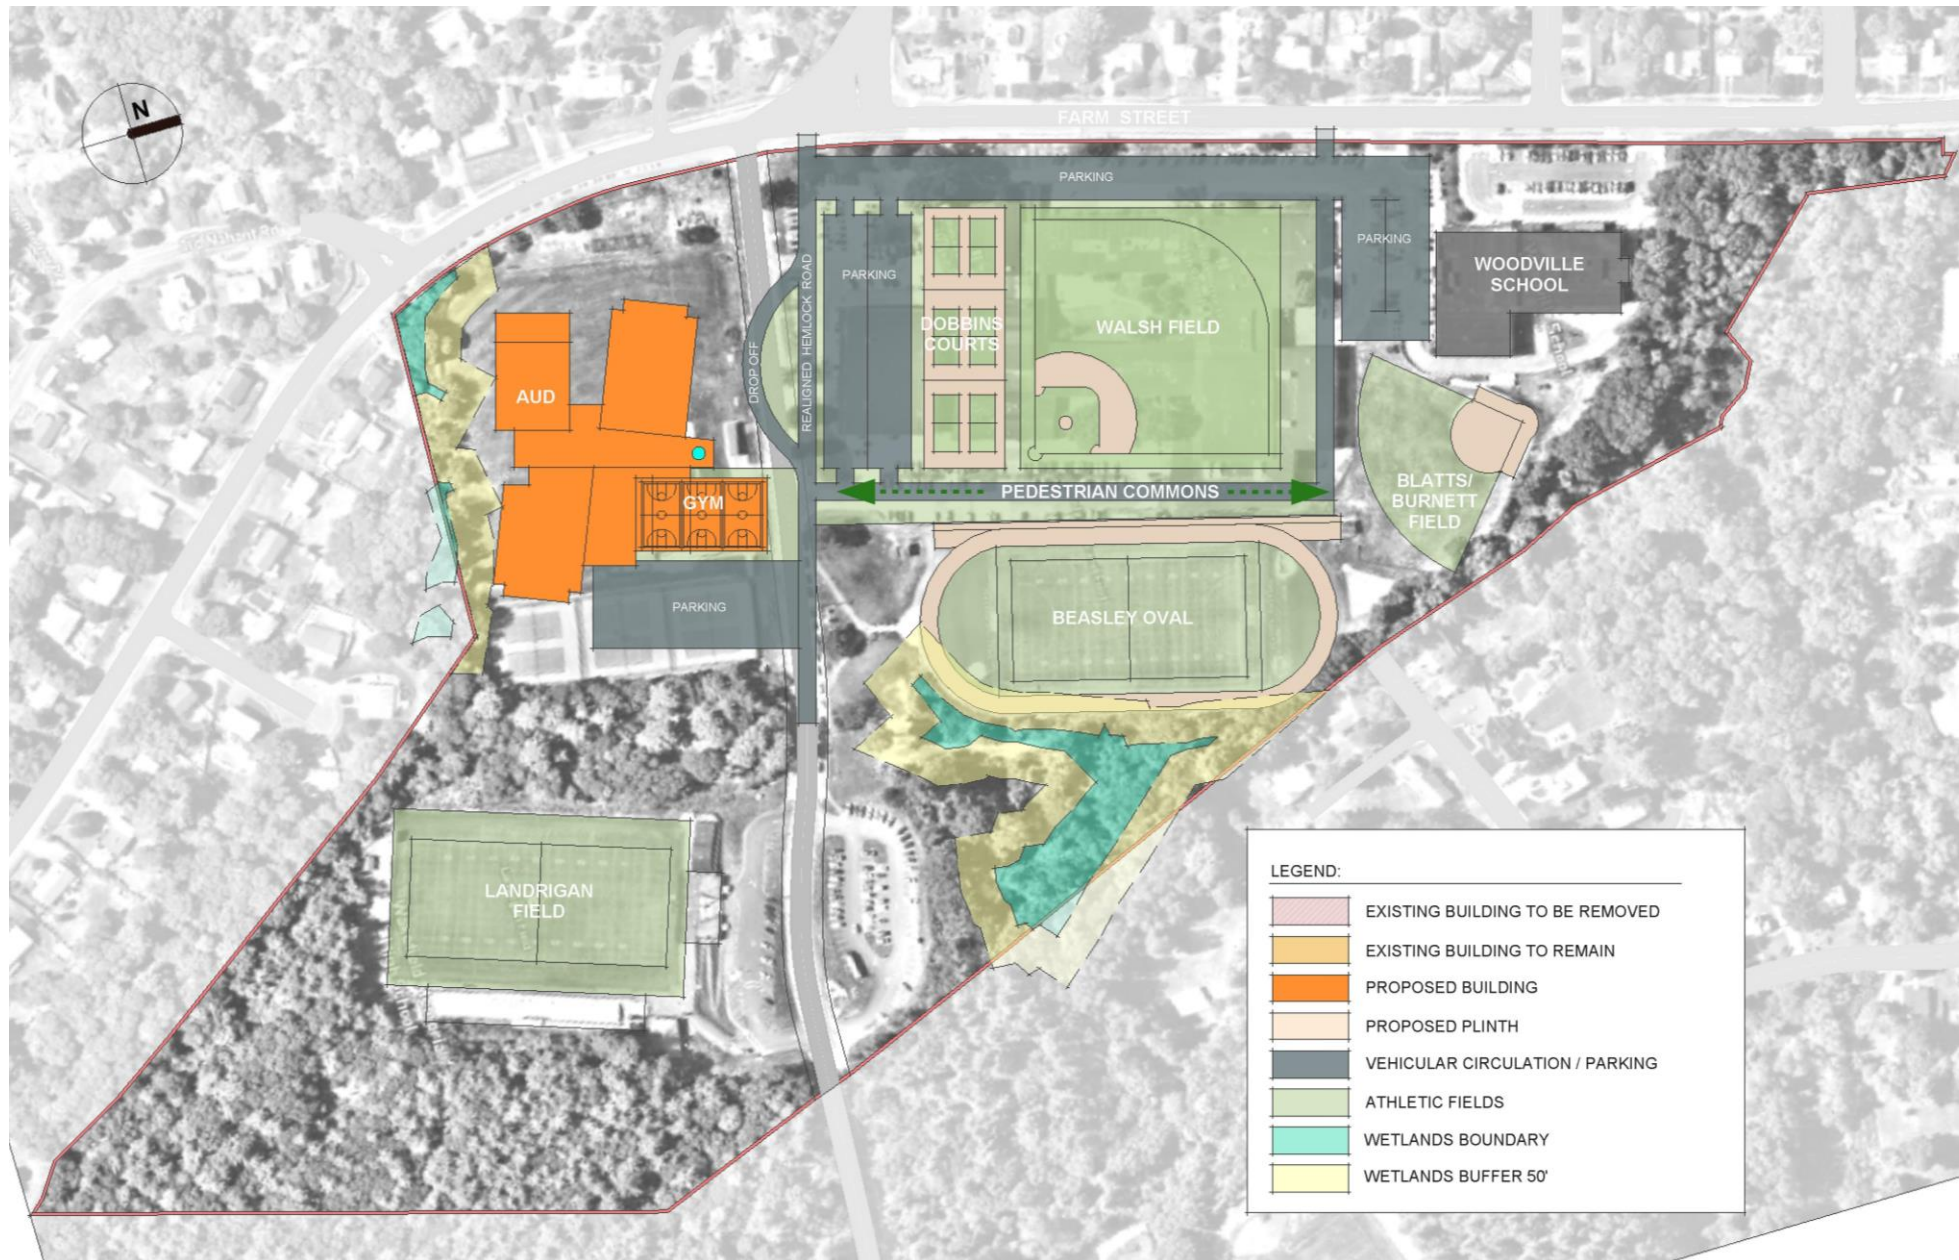 N
FARM STREET
PARKING
PARKING
PARKING
WOODVILLE
SCHOOL
DROP OFF
REALIGNED HEMLOCK ROAD
DOBBINS
COURTS
WALSH FIELD
AUD
GYM
PEDESTRIAN COMMONS
BLATTS/
BURNETT
FIELD
PARKING
BEASLEY OVAL
LANDRIGAN
FIELD
School
LEGEND:
EXISTING BUILDING TO BE REMOVED
EXISTING BUILDING TO REMAIN
PROPOSED BUILDING
PROPOSED PLINTH
VEHICULAR CIRCULATION / PARKING
ATHLETIC FIELDS
WETLANDS BOUNDARY
WETLANDS BUFFER 50'